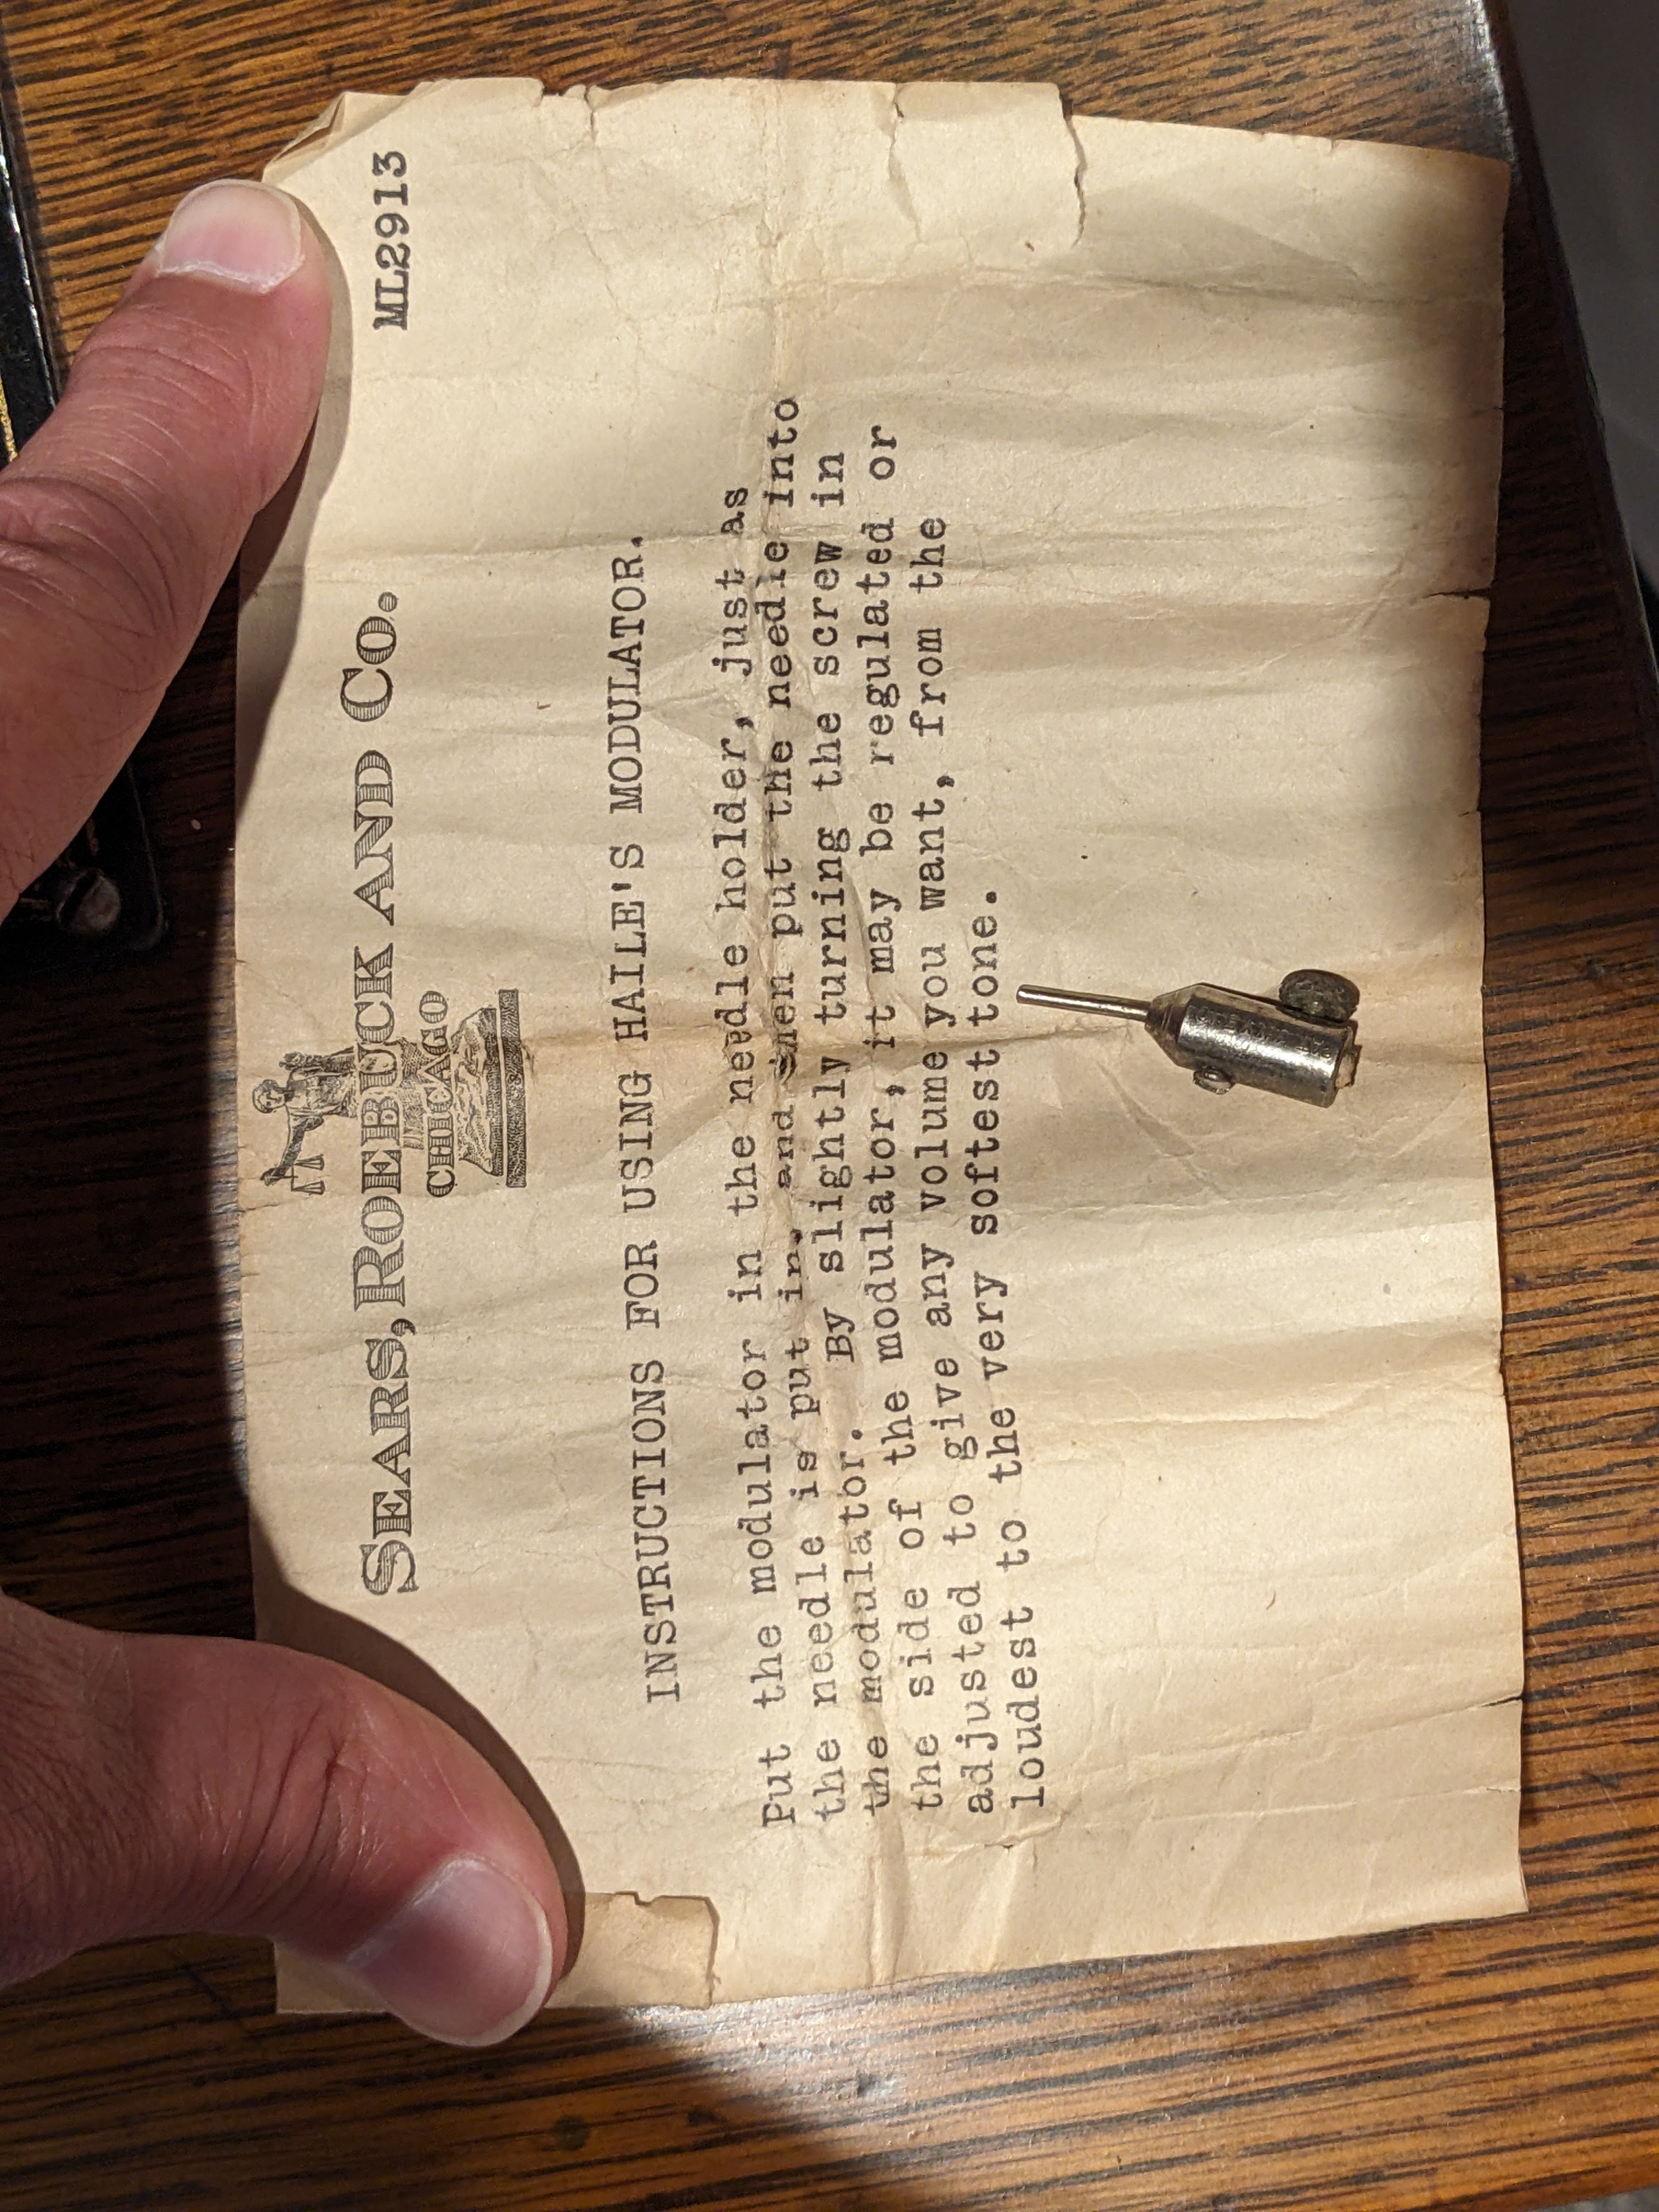 ML2913
SEARS, ROEBUCK AND CO.
CHICAGO
INSTRUCTIONS FOR USING HAILE'S MODULATOR.
Put the modulator in the needle holder, just as
the needle is put in, and then put the needle into
the modulator. By slightly turning the screw in
the side of the modulator, it may be regulated or
adjusted to give any volume you want, from the
loudest to the very softest tone.